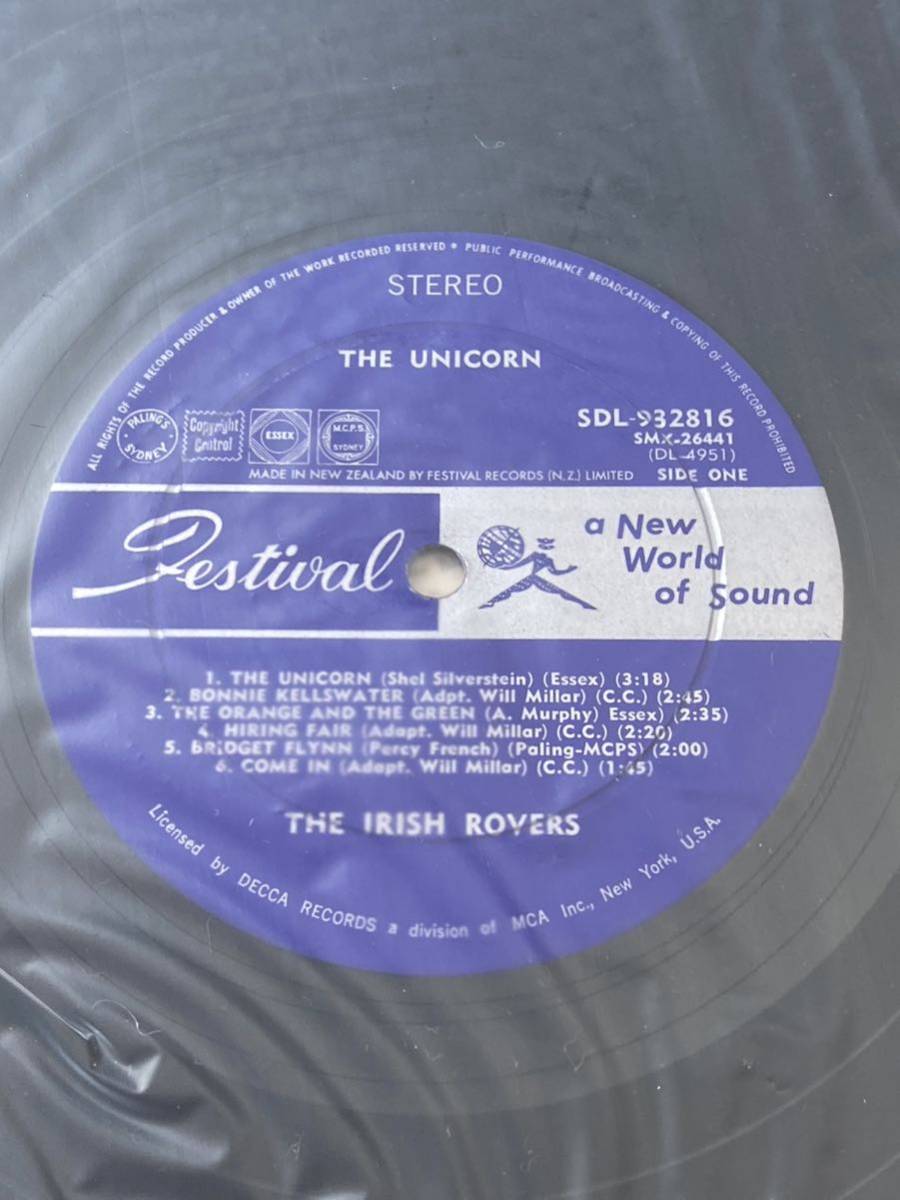 ALL RIGHTS OF THE RECORD PRODUCER & OWNER OF THE WORK RECORDED RESERVED • PUBLIC PERFORMANCE BROADCASTING & COPYING OF THIS RECORD PROHIBITED
STEREO
THE UNICORN
PALING'S SYDNEY
Copyright Control
ESSEX
M.C.P.S. SYDNEY
SDL-932816
SMX-26441
(DL-4951)
MADE IN NEW ZEALAND BY FESTIVAL RECORDS (N.Z.) LIMITED SIDE ONE
Festival
a New
World
of Sound
1. THE UNICORN (Shel Silverstein) (Essex) (3:18)
2. BONNIE KELLSWATER (Adpt. Will Millar) (C.C.) (2:45)
3. THE ORANGE AND THE GREEN (A. Murphy) Essex) (2:35)
4. HIRING FAIR (Adapt. Will Millar) (C.C.) (2:20)
5. BRIDGET FLYNN (Percy French) (Paling-MCPS) (2:00)
6. COME IN (Adapt. Will Millar) (C.C.) (1:45)
THE IRISH ROVERS
Licensed by DECCA RECORDS a division of MCA Inc., New York, U.S.A.